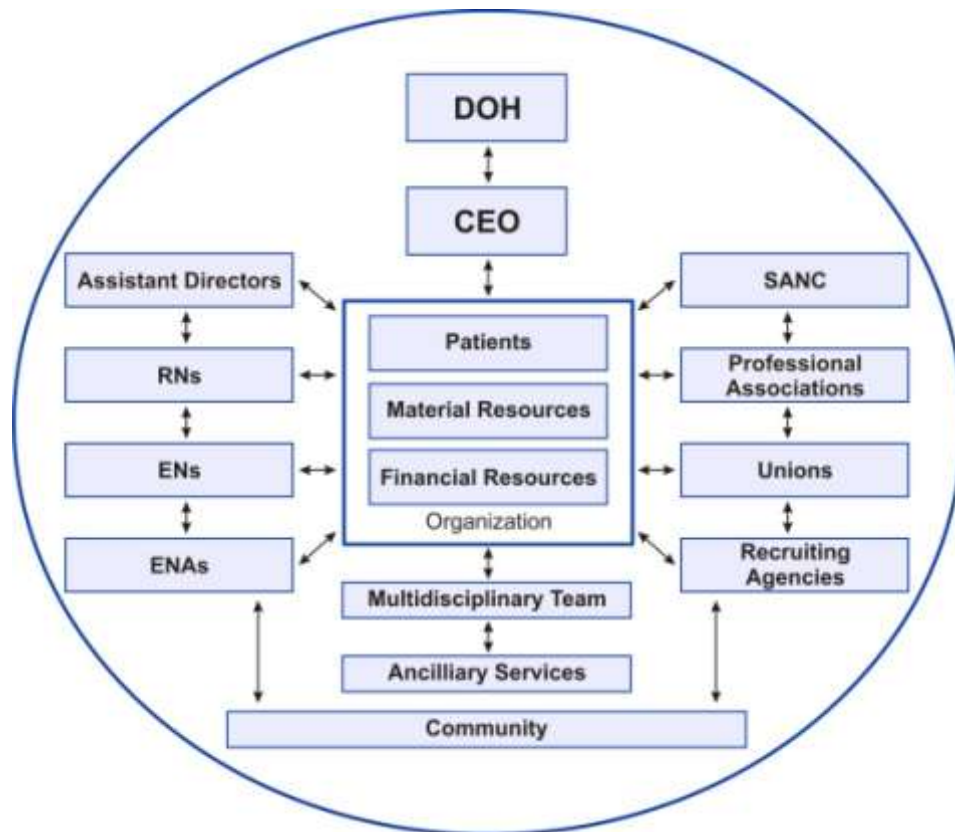 DOH
CEO
Assistant Directors
SANC
Patients
RNs
Professional
Associations
Material Resources
ENs
Financial Resources
Unions
Organization
ENAs
Recruiting
Agencies
Multidisciplinary Team
Ancilliary Services
Community